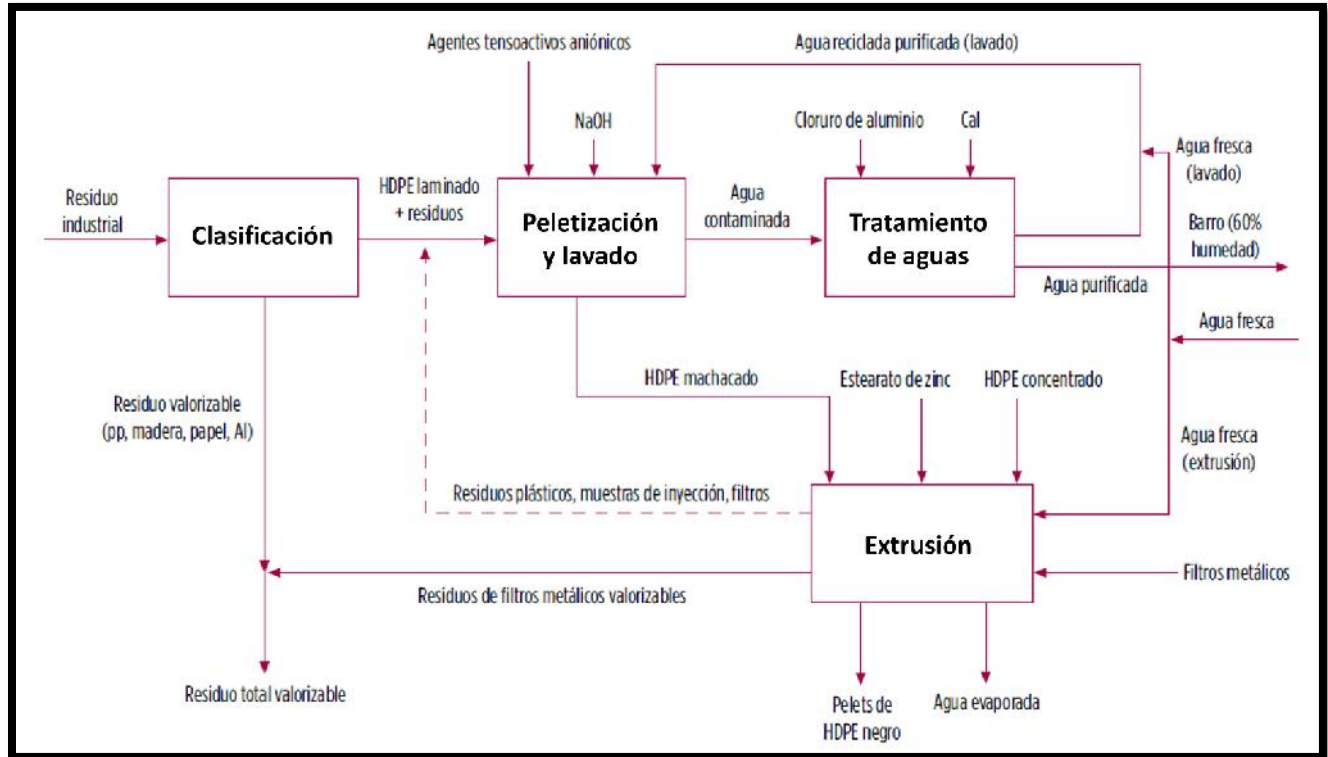 Agentes tensoactivos aniónicos
Agua reciclada purificada (lavado)
NaOH
Cloruro de aluminio
Cal
Agua fresca
(lavado)
Residuo
industrial
Clasificación
HDPE laminado
+ residuos
Peletización
y lavado
Agua
contaminada
Tratamiento
de aguas
Barro (60%
humedad)
Agua purificada
Agua fresca
HDPE machacado
Estearato de zinc
HDPE concentrado
Residuo valorizable
(pp, madera, papel, Al)
Agua fresca
(extrusión)
Residuos plásticos, muestras de inyección, filtros
Extrusión
Filtros metálicos
Residuos de filtros metálicos valorizables
Residuo total valorizable
Pelets de
HDPE negro
Agua evaporada